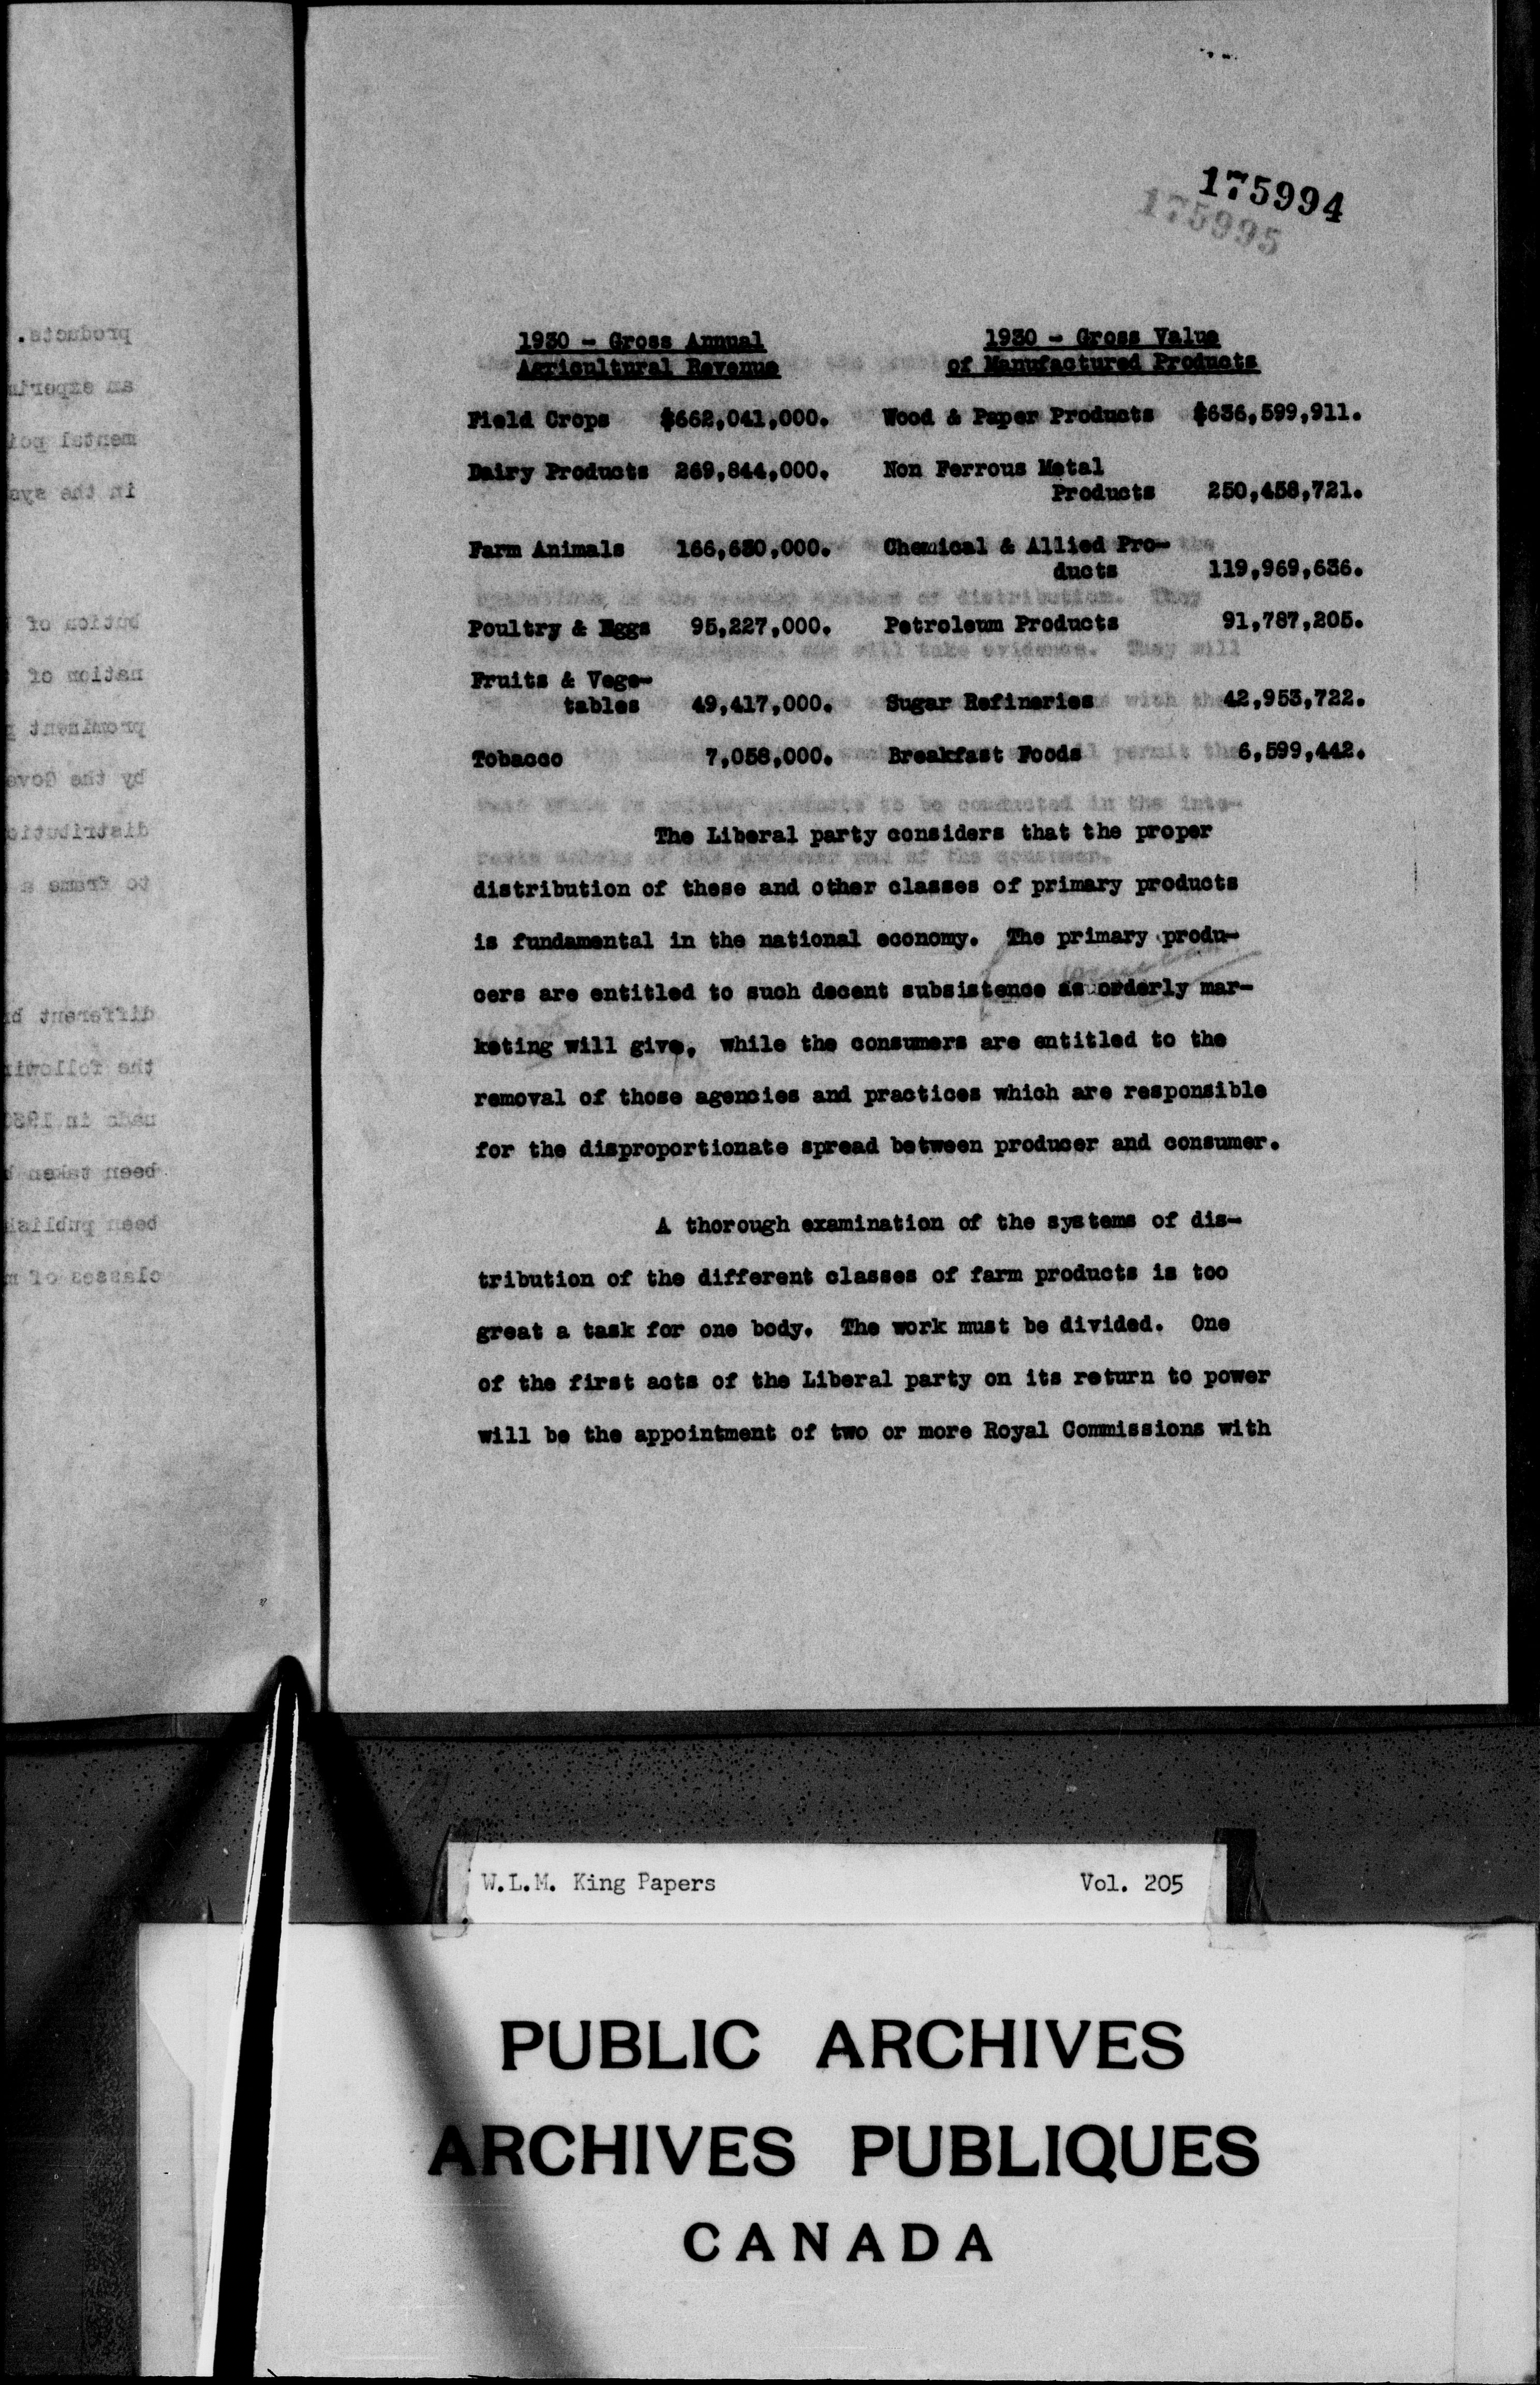 175994
175995
1930 - Gross Annual
Agricultural Revenue
1930 - Gross Value
of Manufactured Products
Field Crops $662,041,000. Wood & Paper Products $636,599,911.
Dairy Products 269,844,000. Non Ferrous Metal
Products 250,458,721.
Farm Animals 166,630,000. Chemical & Allied Pro-
ducts 119,969,636.
Poultry & Eggs 95,227,000. Petroleum Products 91,787,205.
Fruits & Vege-
tables 49,417,000. Sugar Refineries 42,953,722.
Tobacco 7,058,000. Breakfast Foods 6,599,442.
The Liberal party considers that the proper
distribution of these and other classes of primary products
is fundamental in the national economy. The primary produ-
cers are entitled to such decent subsistence as orderly mar-
keting will give, while the consumers are entitled to the
removal of those agencies and practices which are responsible
for the disproportionate spread between producer and consumer.
A thorough examination of the systems of dis-
tribution of the different classes of farm products is too
great a task for one body. The work must be divided. One
of the first acts of the Liberal party on its return to power
will be the appointment of two or more Royal Commissions with
W.L.M. King Papers Vol. 205
PUBLIC ARCHIVES
ARCHIVES PUBLIQUES
CANADA